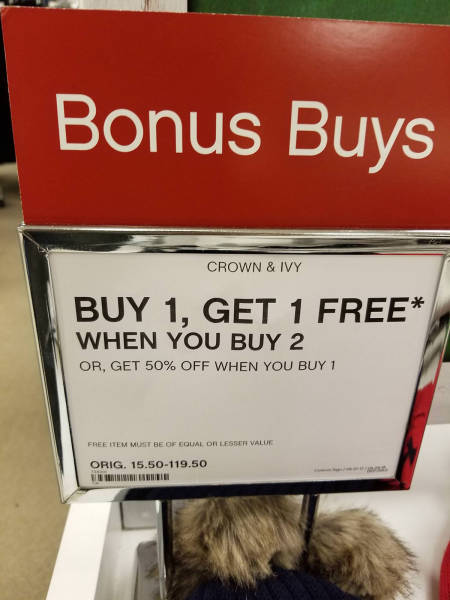 Bonus Buys
CROWN & IVY
BUY 1, GET 1 FREE*
WHEN YOU BUY 2
OR, GET 50% OFF WHEN YOU BUY 1
FREE ITEM MUST BE OF EQUAL OR LESSER VALUE
ORIG. 15.50-119.50